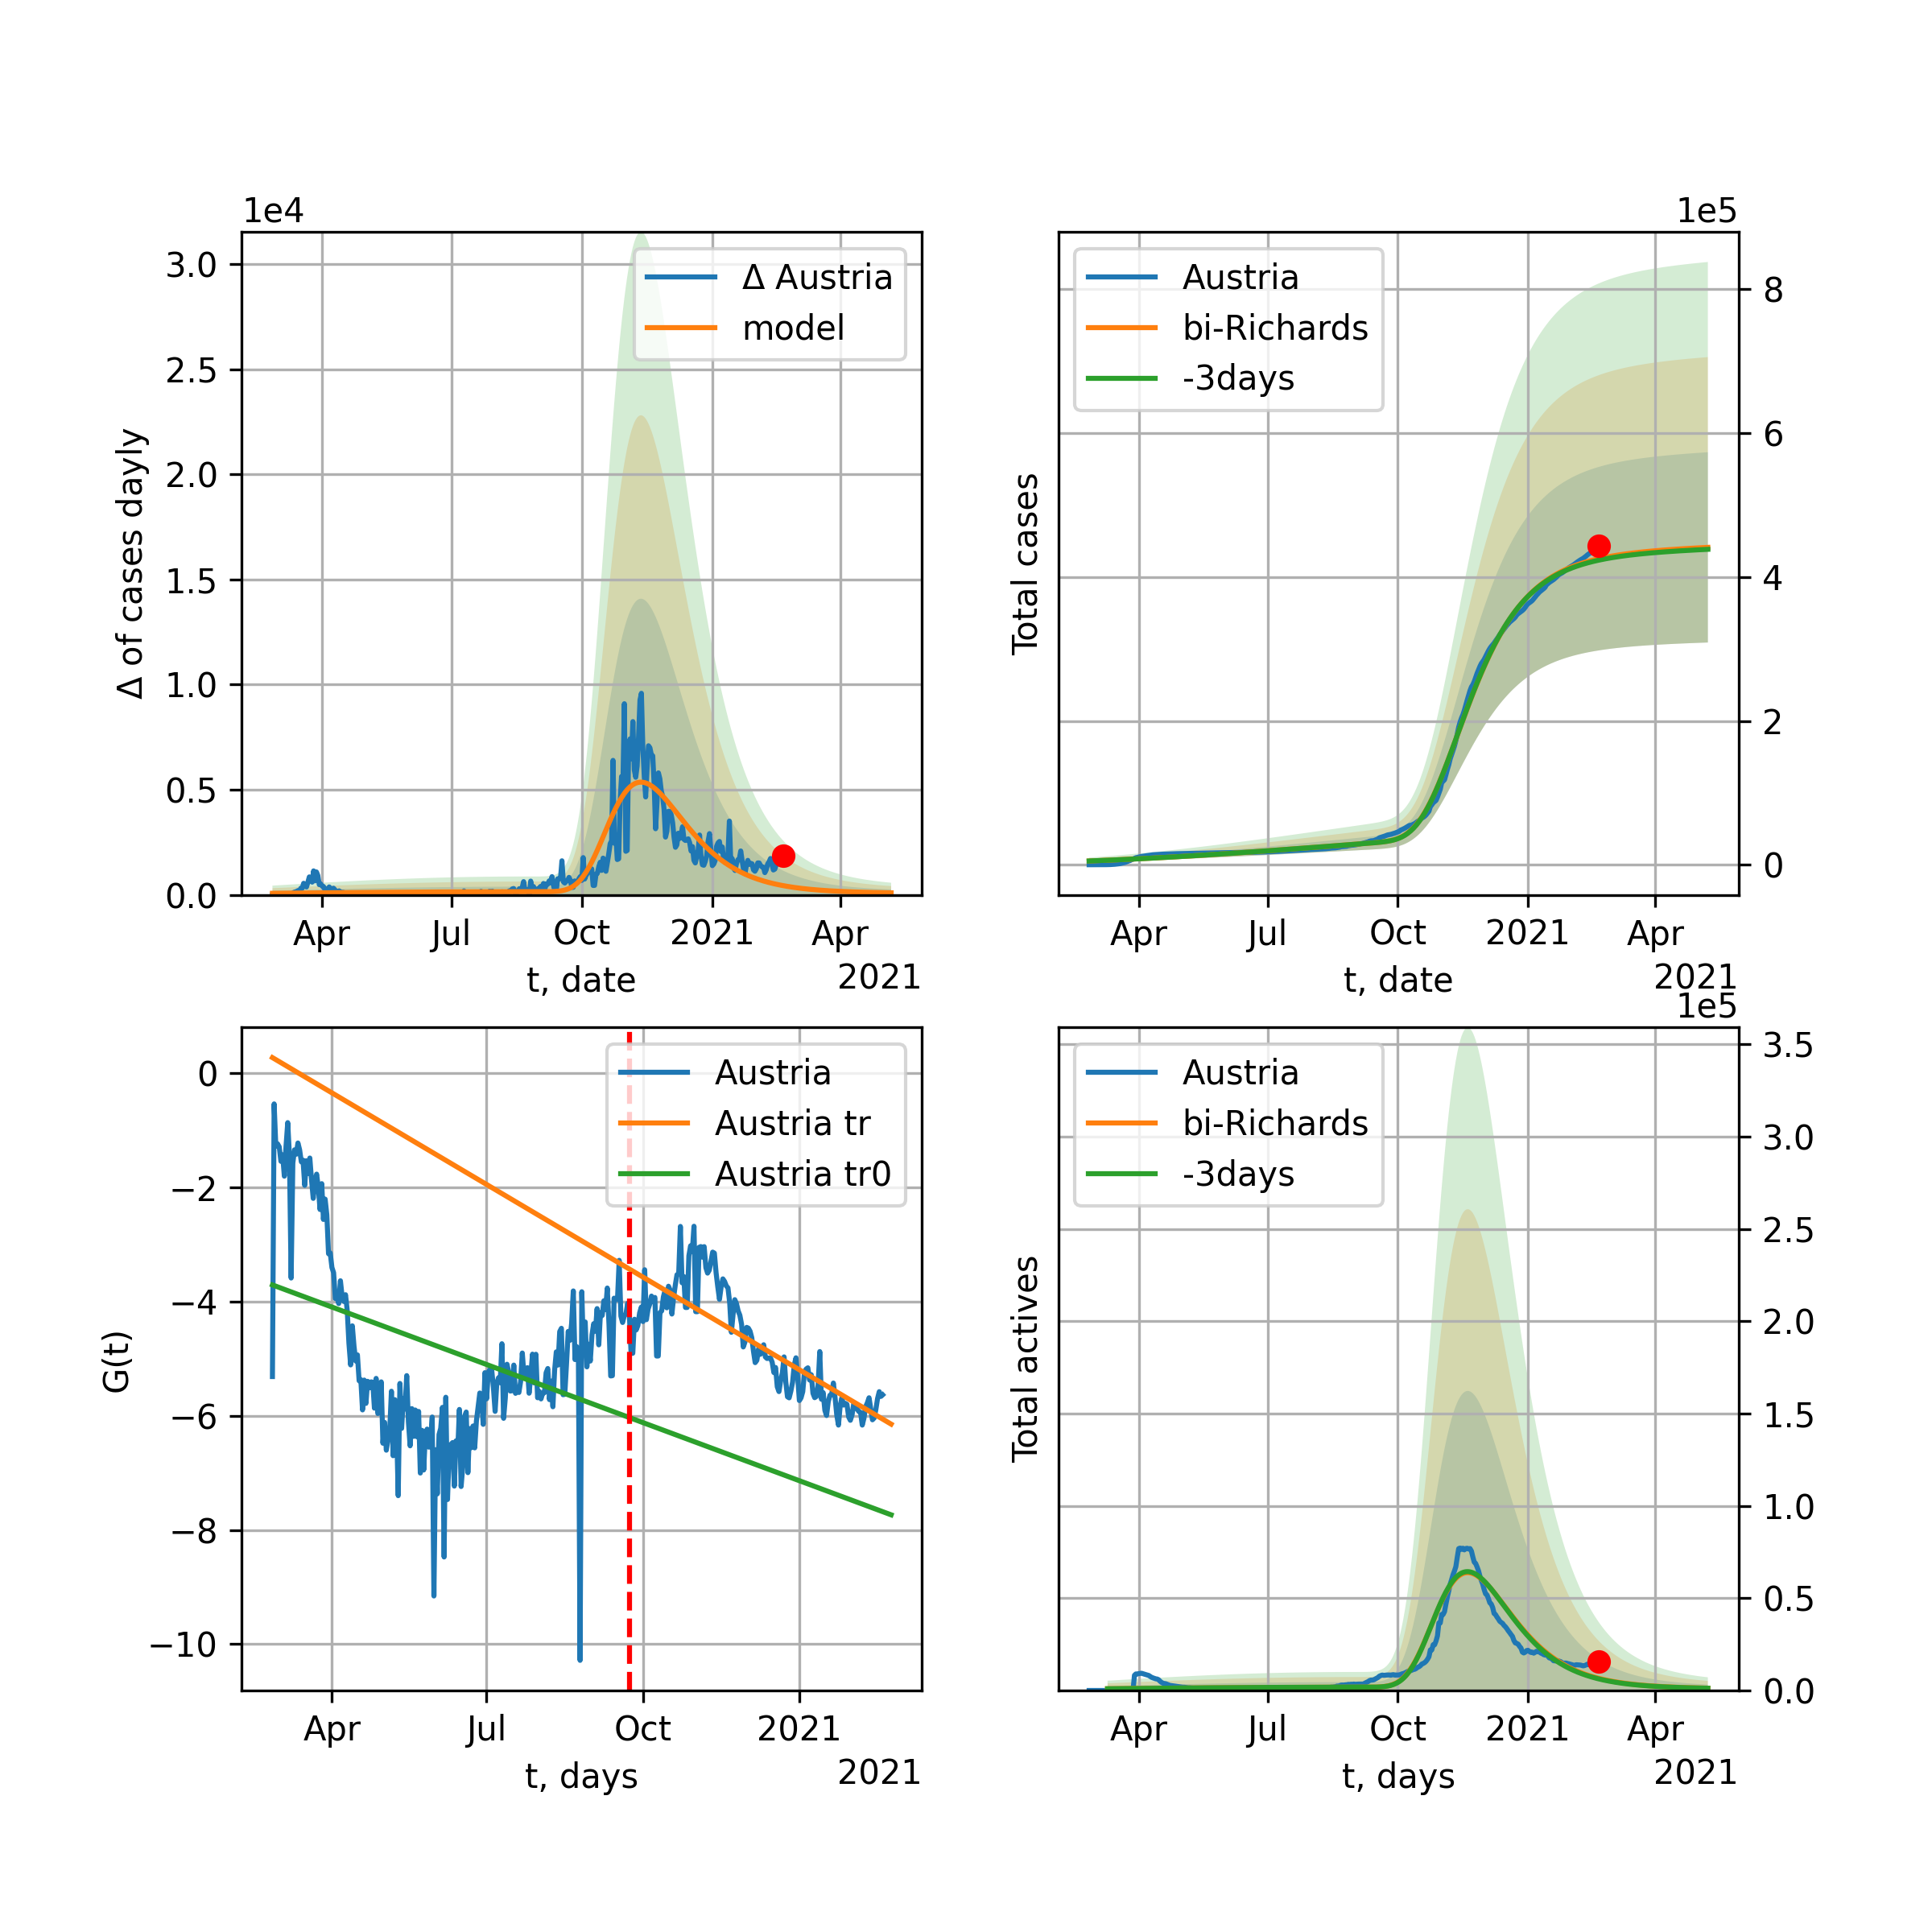 1e4
3.0
2.5
2.0
1.5
1.0
0.5
0.0
Δ of cases dayly
Δ Austria
model
Apr
Jul
Oct
2021
Apr
t, date
2021
1e5
Austria
bi-Richards
-3days
Total cases
8
6
4
2
0
Apr
Jul
Oct
2021
Apr
t, date
2021
0
−2
−4
−6
−8
−10
G(t)
Austria
Austria tr
Austria tr0
Apr
Jul
Oct
2021
t, days
2021
1e5
Austria
bi-Richards
-3days
Total actives
3.5
3.0
2.5
2.0
1.5
1.0
0.5
0.0
Apr
Jul
Oct
2021
Apr
t, days
2021